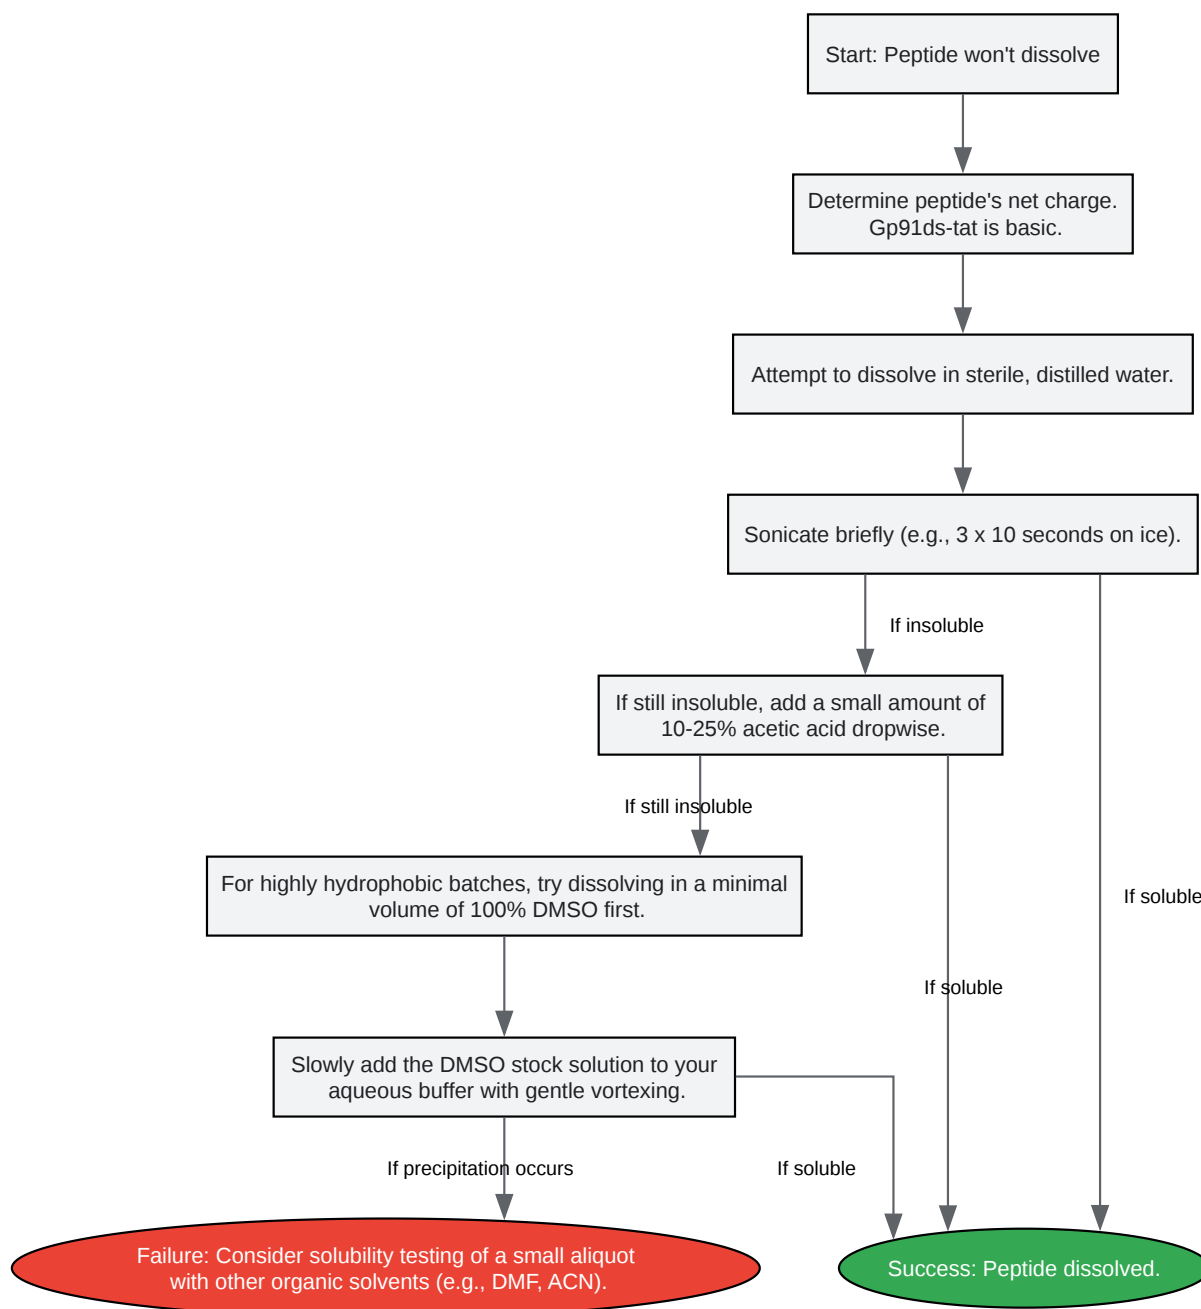 Start: Peptide won't dissolve
Determine peptide's net charge.
Gp91ds-tat is basic.
Attempt to dissolve in sterile, distilled water.
Sonicate briefly (e.g., 3 x 10 seconds on ice).
If insoluble
If still insoluble, add a small amount of
10-25% acetic acid dropwise.
If still insoluble
For highly hydrophobic batches, try dissolving in a minimal
volume of 100% DMSO first.
If soluble
If soluble
Slowly add the DMSO stock solution to your
aqueous buffer with gentle vortexing.
If precipitation occurs
If soluble
Failure: Consider solubility testing of a small aliquot
with other organic solvents (e.g., DMF, ACN).
Success: Peptide dissolved.